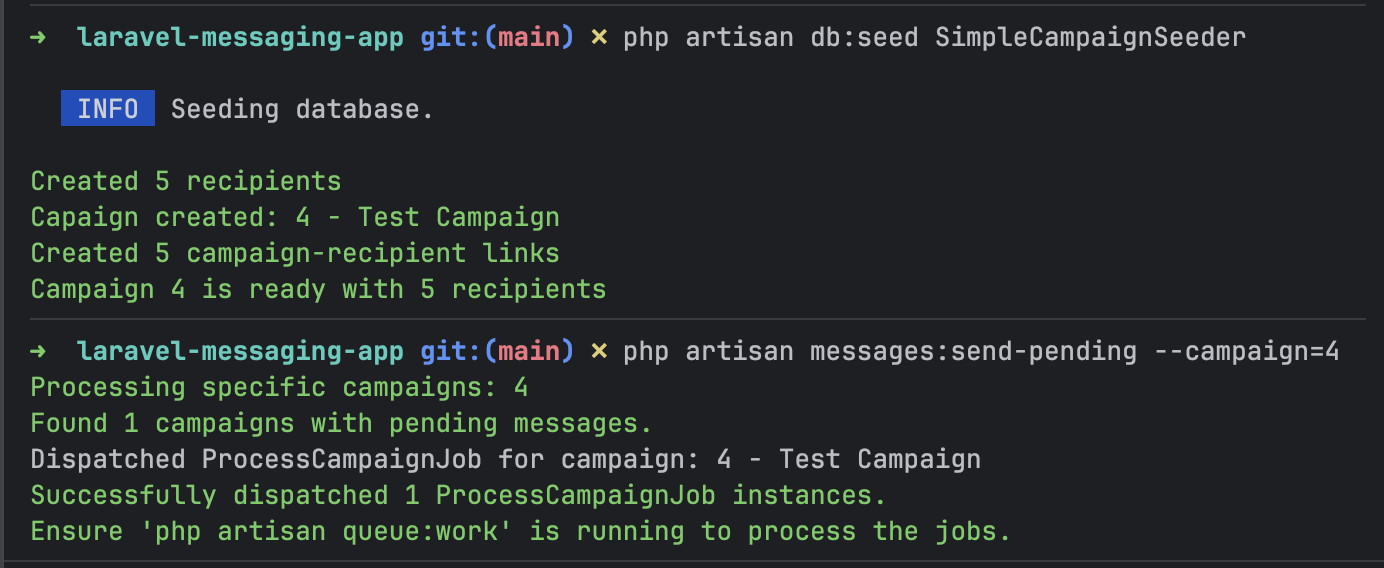 ➜  laravel-messaging-app git:(main) ✗ php artisan db:seed SimpleCampaignSeeder
INFO  Seeding database.
Created 5 recipients
Capaign created: 4 - Test Campaign
Created 5 campaign-recipient links
Campaign 4 is ready with 5 recipients
➜  laravel-messaging-app git:(main) ✗ php artisan messages:send-pending --campaign=4
Processing specific campaigns: 4
Found 1 campaigns with pending messages.
Dispatched ProcessCampaignJob for campaign: 4 - Test Campaign
Successfully dispatched 1 ProcessCampaignJob instances.
Ensure 'php artisan queue:work' is running to process the jobs.